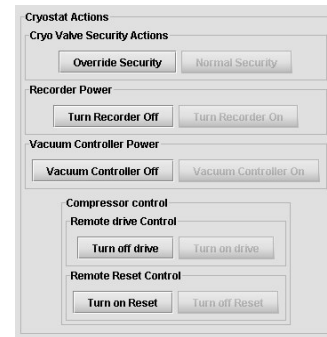 Cryostat Actions
Cryo Valve Security Actions
Override Security Normal Security
Recorder Power
Turn Recorder Off Turn Recorder On
Vacuum Controller Power
Vacuum Controller Off Vacuum Controller On
Compressor control
Remote drive Control
Turn off drive Turn on drive
Remote Reset Control
Turn on Reset Turn off Reset